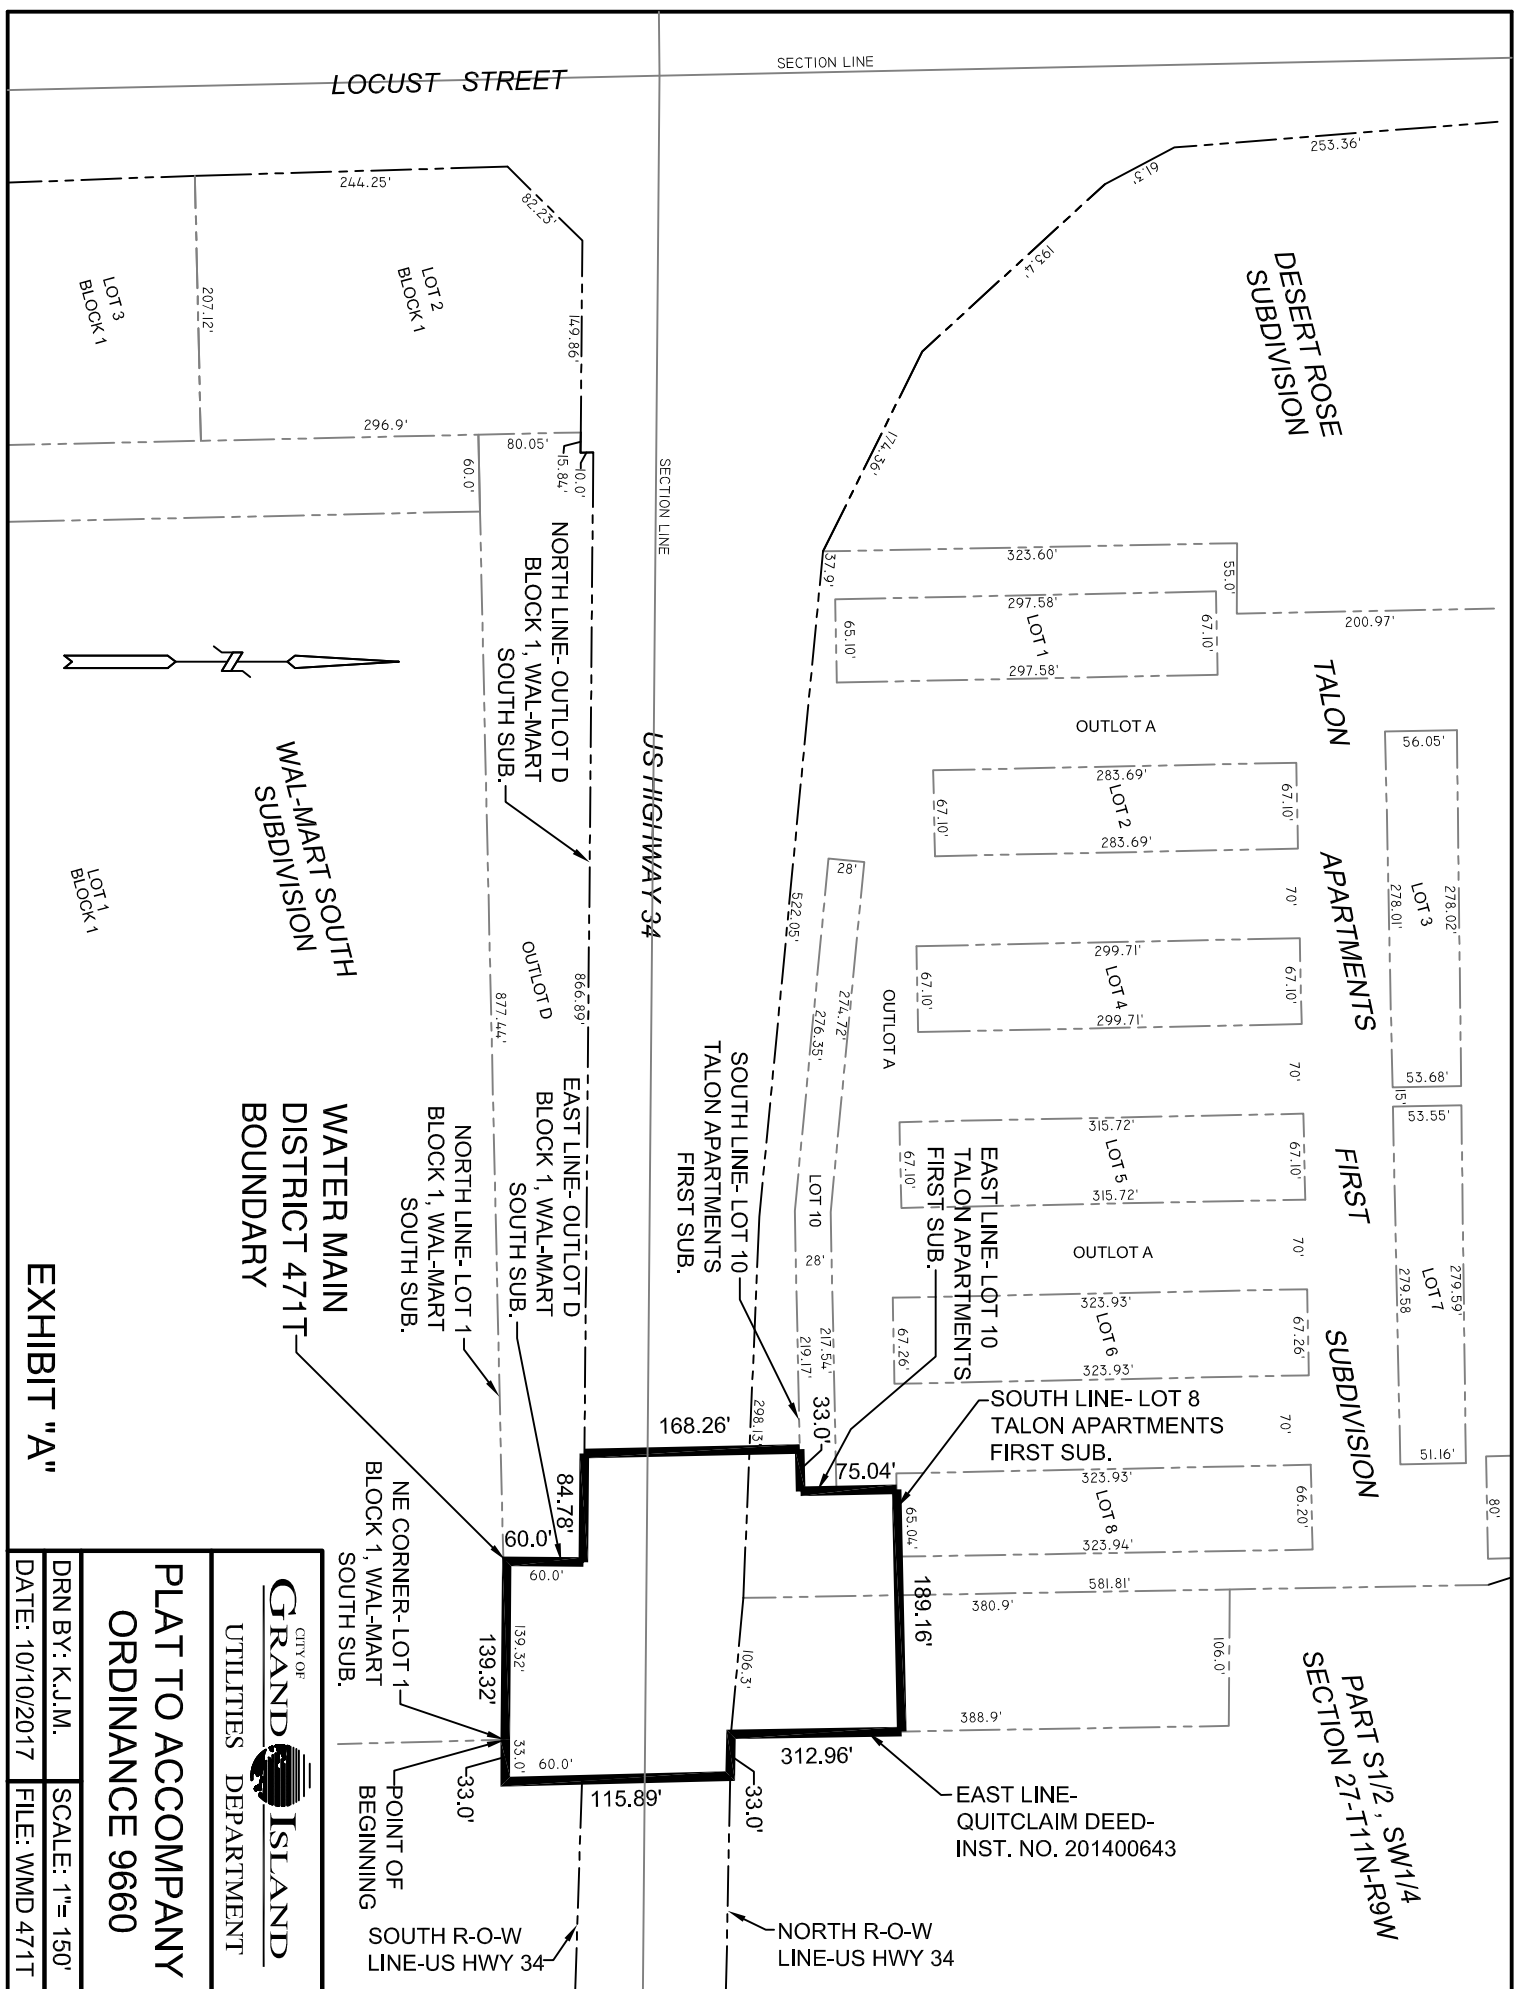 LOCUST STREET
SECTION LINE
253.36'
61.3'
193.4'
174.36'
244.25'
82.23'
149.86'
207.12'
LOT 3
BLOCK 1
LOT 2
BLOCK 1
DESERT ROSE
SUBDIVISION
296.9'
80.05'
15.84'
10.0'
60.0'
SECTION LINE
NORTH LINE- OUTLOT D
BLOCK 1, WAL-MART
SOUTH SUB.
37.9'
323.60'
55.0'
200.97'
297.58'
LOT 1
297.58'
65.10'
67.10'
OUTLOT A
283.69'
LOT 2
283.69'
67.10'
67.10'
70'
TALON
APARTMENTS
FIRST
SUBDIVISION
56.05'
278.02'
LOT 3
278.01'
53.68'
15'
53.55'
279.59'
LOT 7
279.58
51.16'
80'
US HIGHWAY 34
WAL-MART SOUTH
SUBDIVISION
LOT 1
BLOCK 1
OUTLOT D
866.89'
877.44'
522.05'
28'
274.72'
276.35'
OUTLOT A
299.71'
LOT 4
299.71'
67.10'
67.10'
70'
315.72'
LOT 5
315.72'
67.10'
67.10'
70'
OUTLOT A
LOT 10
28'
217.54'
219.17'
323.93'
LOT 6
323.93'
67.26'
67.26'
70'
SOUTH LINE- LOT 10
TALON APARTMENTS
FIRST SUB.
EAST LINE- LOT 10
TALON APARTMENTS
FIRST SUB.
EAST LINE- OUTLOT D
BLOCK 1, WAL-MART
SOUTH SUB.
NORTH LINE- LOT 1
BLOCK 1, WAL-MART
SOUTH SUB.
WATER MAIN
DISTRICT 471T
BOUNDARY
SOUTH LINE- LOT 8
TALON APARTMENTS
FIRST SUB.
168.26'
298.13'
33.0'
75.04'
323.93'
LOT 8
323.94'
65.04'
66.20'
84.78'
60.0'
60.0'
189.16'
581.81'
380.9'
106.0'
388.9'
106.3'
139.32'
139.32'
33.0'
33.0'
60.0'
115.89'
33.0'
312.96'
NE CORNER- LOT 1
BLOCK 1, WAL-MART
SOUTH SUB.
POINT OF
BEGINNING
EAST LINE-
QUITCLAIM DEED-
INST. NO. 201400643
PART S1/2 , SW1/4
SECTION 27-T11N-R9W
SOUTH R-O-W
LINE-US HWY 34
NORTH R-O-W
LINE-US HWY 34
EXHIBIT "A"
CITY OF
GRAND ISLAND
UTILITIES DEPARTMENT
PLAT TO ACCOMPANY
ORDINANCE 9660
DRN BY: K.J.M.
SCALE: 1"= 150'
DATE: 10/10/2017
FILE: WMD 471T